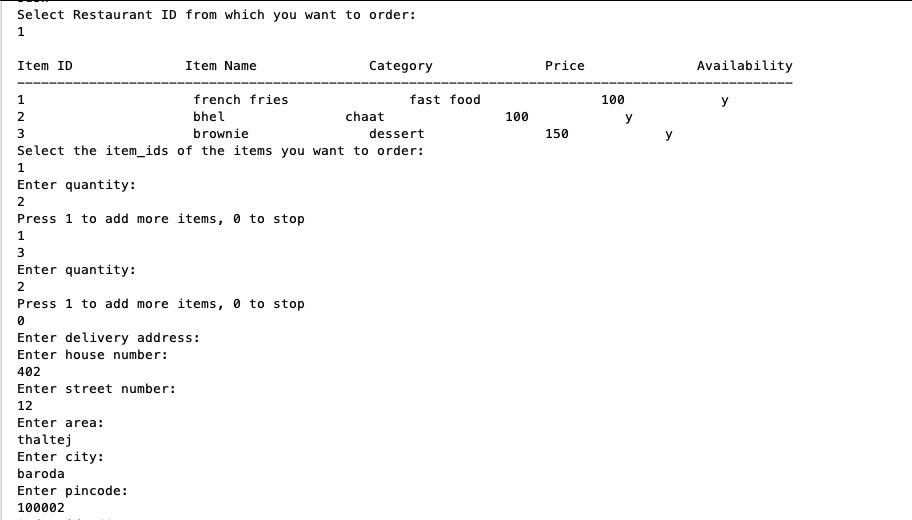 Select Restaurant ID from which you want to order:
1
Item ID Item Name Category Price Availability
1 french fries fast food 100 y
2 bhel chaat 100 y
3 brownie dessert 150 y
Select the item_ids of the items you want to order:
1
Enter quantity:
2
Press 1 to add more items, 0 to stop
1
3
Enter quantity:
2
Press 1 to add more items, 0 to stop
0
Enter delivery address:
Enter house number:
402
Enter street number:
12
Enter area:
thaltej
Enter city:
baroda
Enter pincode:
100002